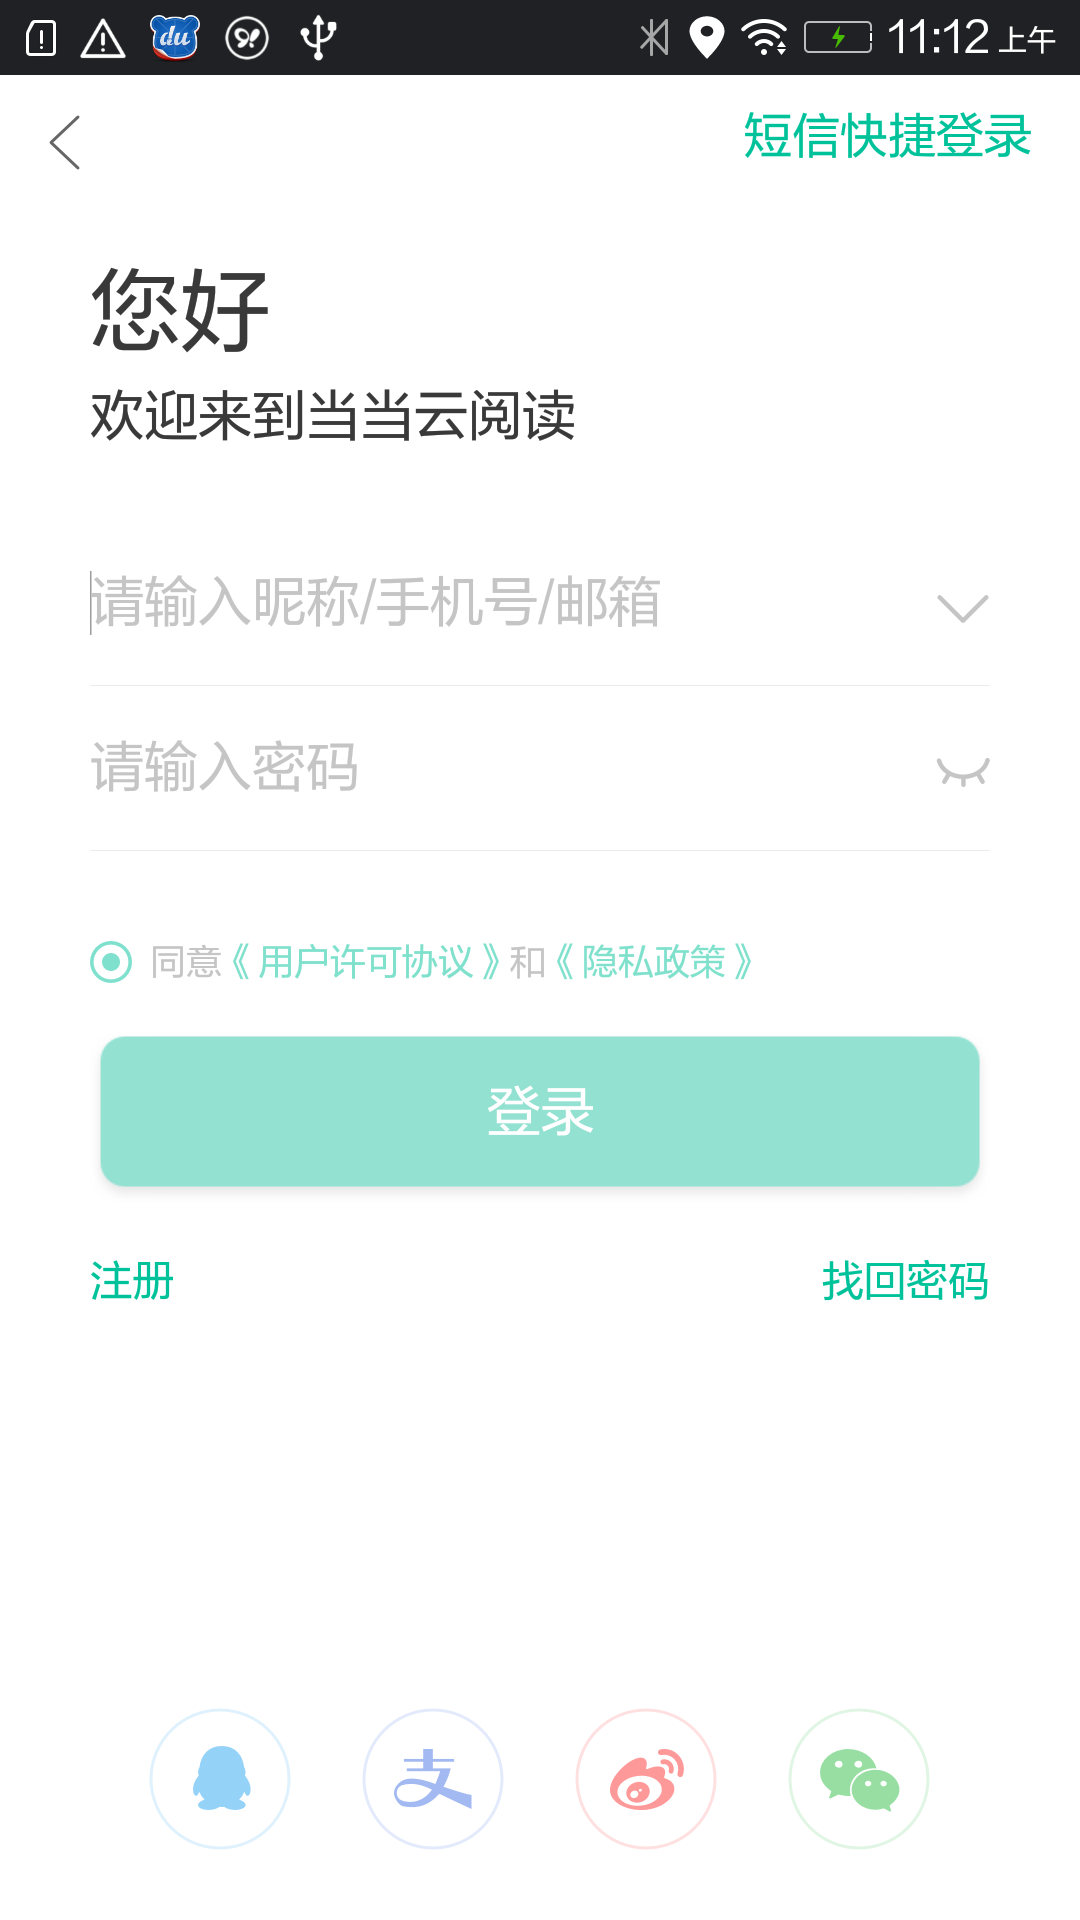 11:12 上午
短信快捷登录
您好
欢迎来到当当云阅读
请输入昵称/手机号/邮箱
请输入密码
同意《用户许可协议》和《隐私政策》
登录
注册 找回密码